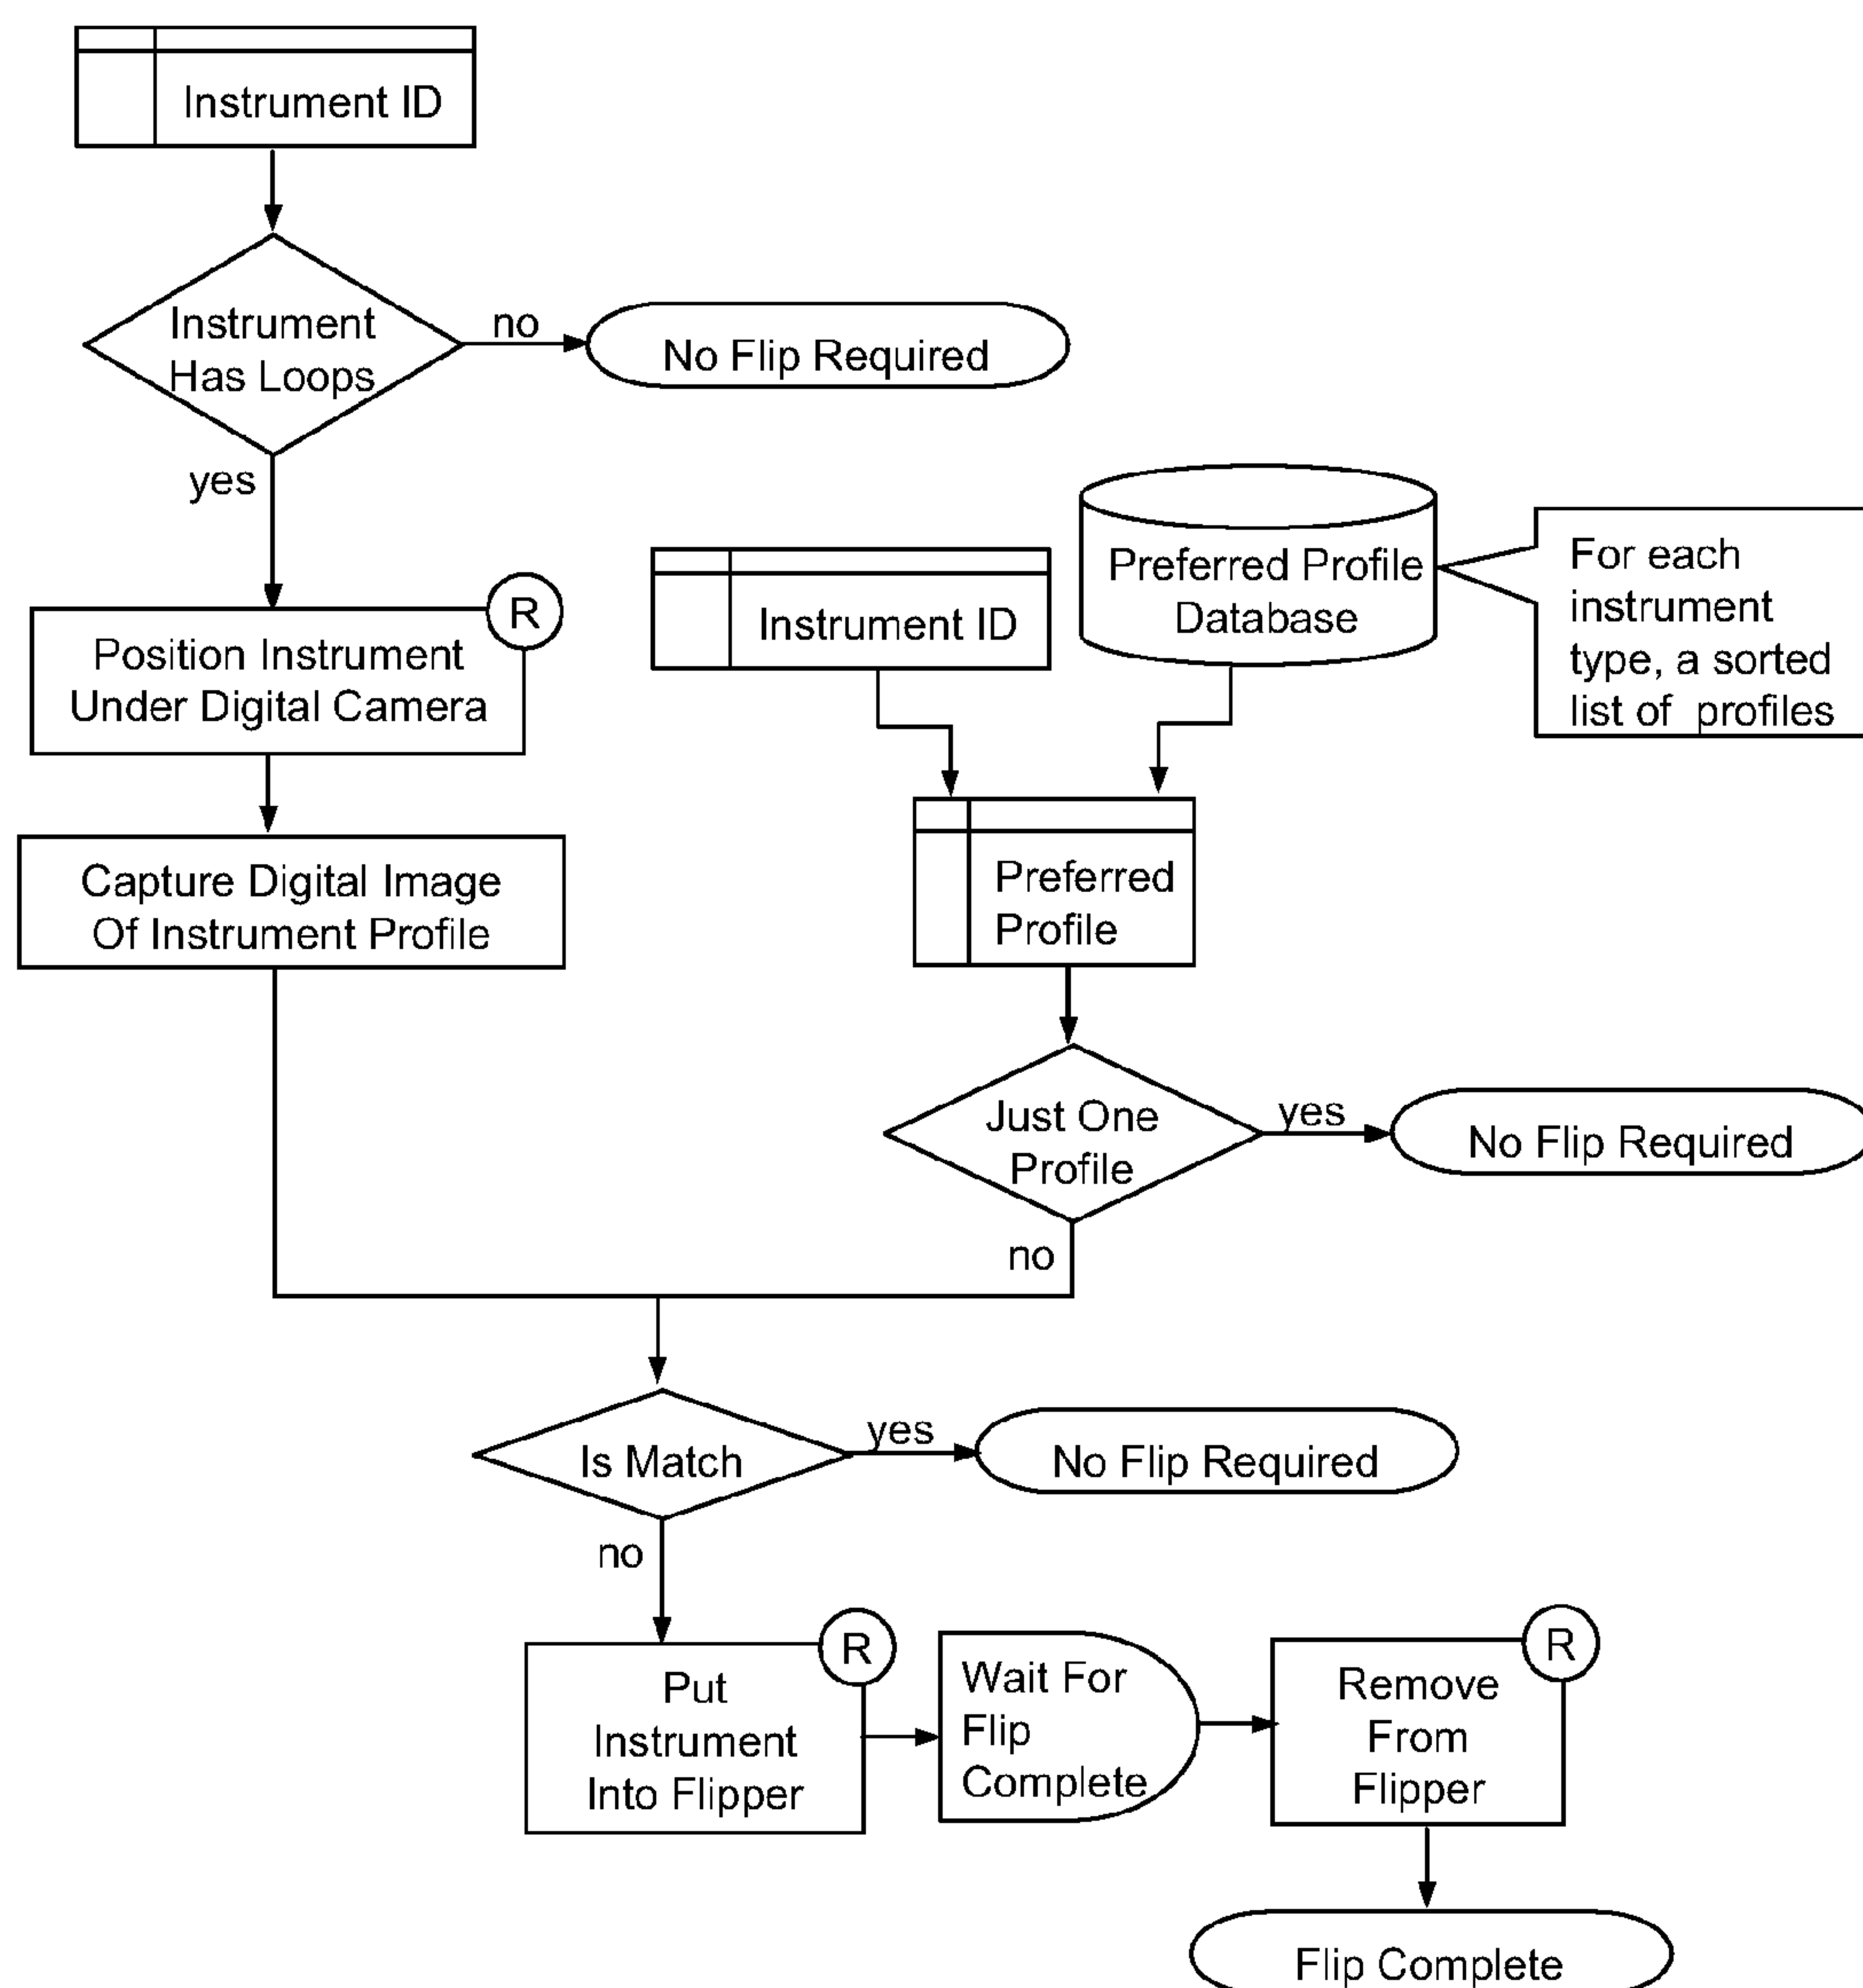 Instrument ID
Instrument
Has Loops
no
No Flip Required
yes
R
Position Instrument
Under Digital Camera
Capture Digital Image
Of Instrument Profile
Instrument ID
Preferred Profile
Database
For each
instrument
type, a sorted
list of profiles
Preferred
Profile
Just One
Profile
yes
No Flip Required
no
Is Match
yes
No Flip Required
no
R
Put
Instrument
Into Flipper
Wait For
Flip
Complete
R
Remove
From
Flipper
Flip Complete